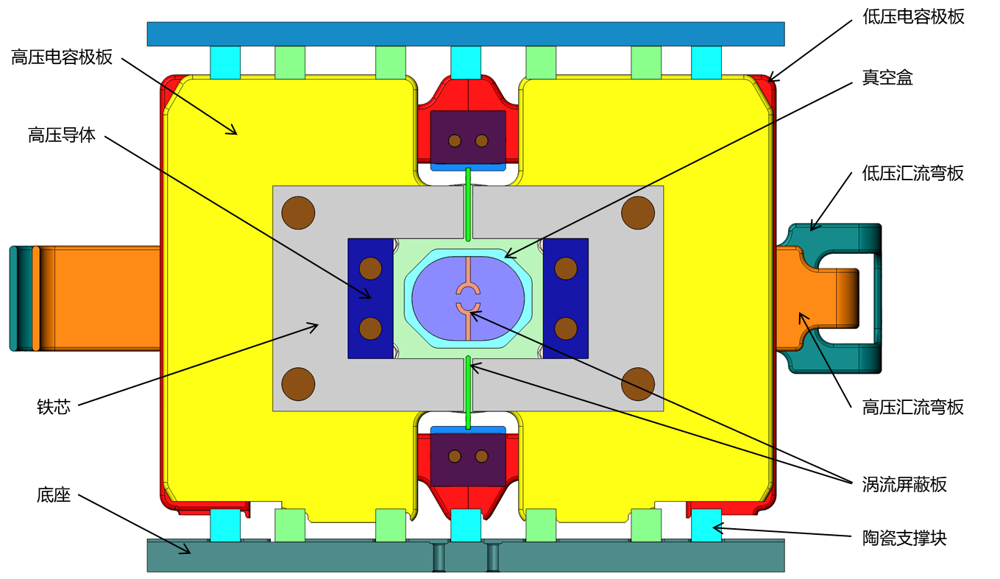 低压电容极板
高压电容极板
真空盒
高压导体
低压汇流弯板
铁芯
高压汇流弯板
底座
涡流屏蔽板
陶瓷支撑块